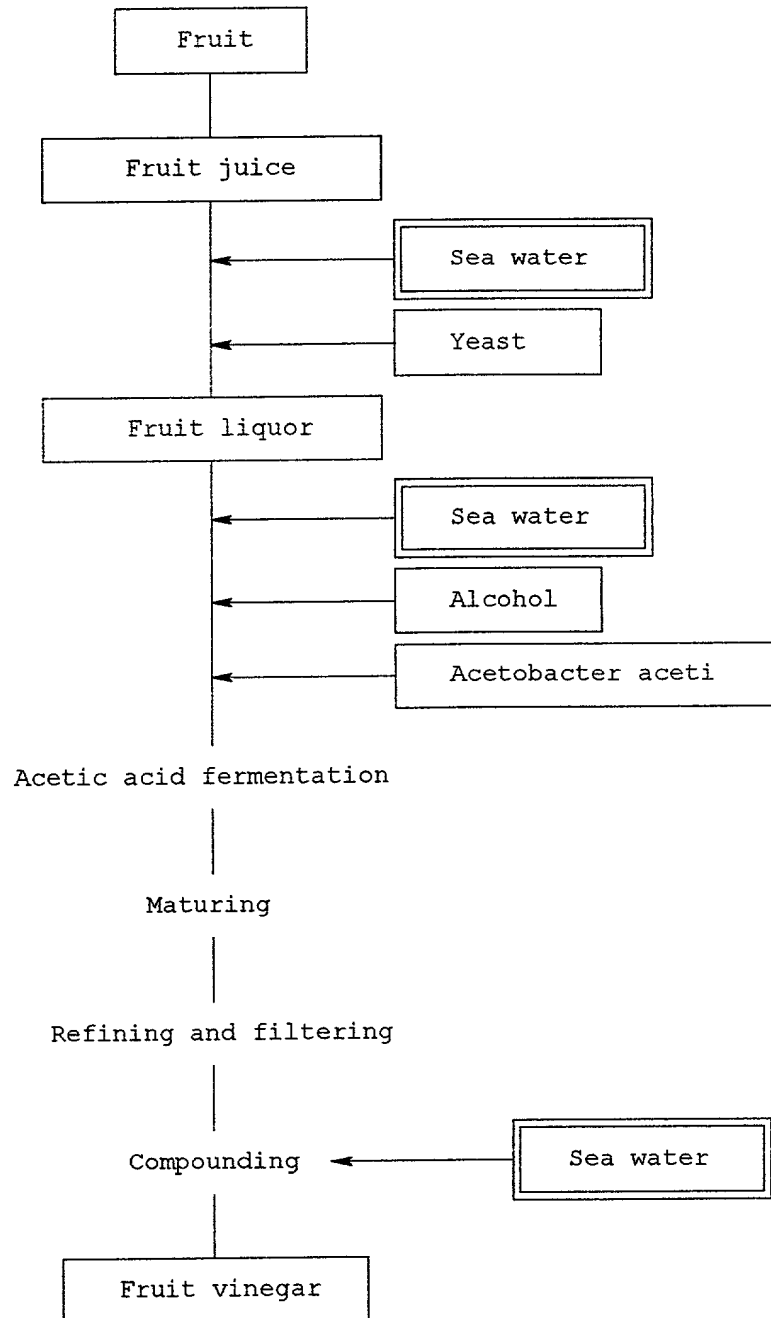 Fruit
Fruit juice
Sea water
Yeast
Fruit liquor
Sea water
Alcohol
Acetobacter aceti
Acetic acid fermentation
Maturing
Refining and filtering
Compounding
Sea water
Fruit vinegar